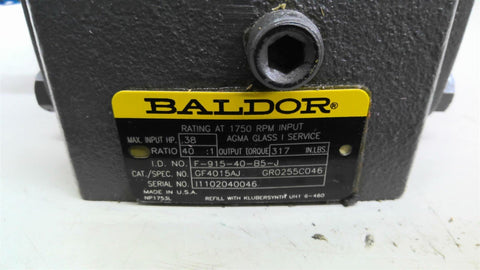 BALDOR®
RATING AT 1750 RPM INPUT
MAX. INPUT HP. .38 AGMA CLASS I SERVICE
RATIO 40 :1 OUTPUT TORQUE 317 IN.LBS.
I.D. NO. F-915-40-B5-J
CAT./SPEC. NO. GF4015AJ GR0255C046
SERIAL NO. I1102040046
MADE IN U.S.A.
NP1753L REFILL WITH KLUBERSYNTH UH1 6-460